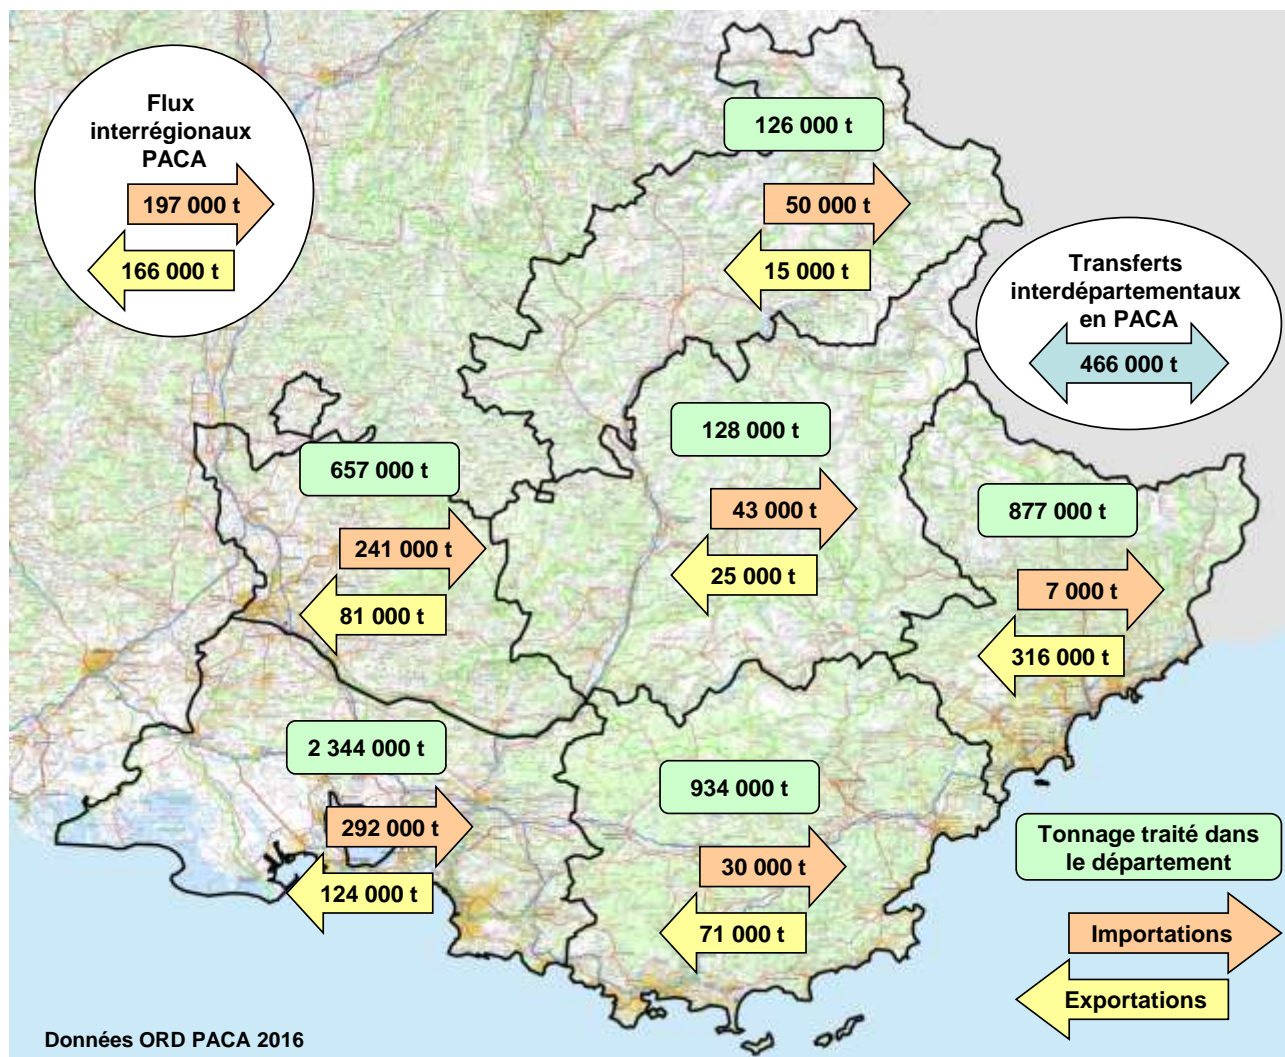 Flux
interrégionaux
PACA
197 000 t
166 000 t
126 000 t
50 000 t
15 000 t
Transferts
interdépartementaux
en PACA
466 000 t
128 000 t
43 000 t
25 000 t
657 000 t
241 000 t
81 000 t
877 000 t
7 000 t
316 000 t
2 344 000 t
292 000 t
124 000 t
934 000 t
30 000 t
71 000 t
Tonnage traité dans
le département
Importations
Exportations
Données ORD PACA 2016